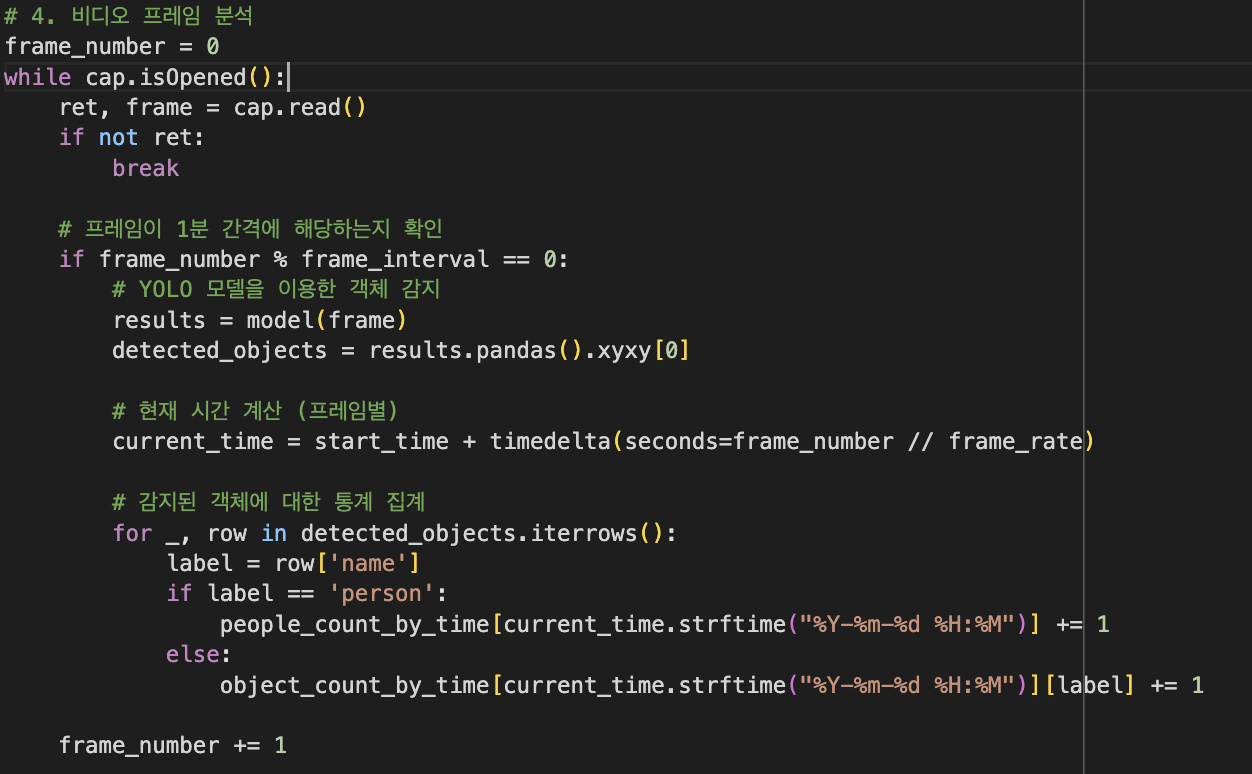 # 4. 비디오 프레임 분석
frame_number = 0
while cap.isOpened():
    ret, frame = cap.read()
    if not ret:
        break

    # 프레임이 1분 간격에 해당하는지 확인
    if frame_number % frame_interval == 0:
        # YOLO 모델을 이용한 객체 감지
        results = model(frame)
        detected_objects = results.pandas().xyxy[0]

        # 현재 시간 계산 (프레임별)
        current_time = start_time + timedelta(seconds=frame_number // frame_rate)

        # 감지된 객체에 대한 통계 집계
        for _, row in detected_objects.iterrows():
            label = row['name']
            if label == 'person':
                people_count_by_time[current_time.strftime("%Y-%m-%d %H:%M")] += 1
            else:
                object_count_by_time[current_time.strftime("%Y-%m-%d %H:%M")][label] += 1

    frame_number += 1